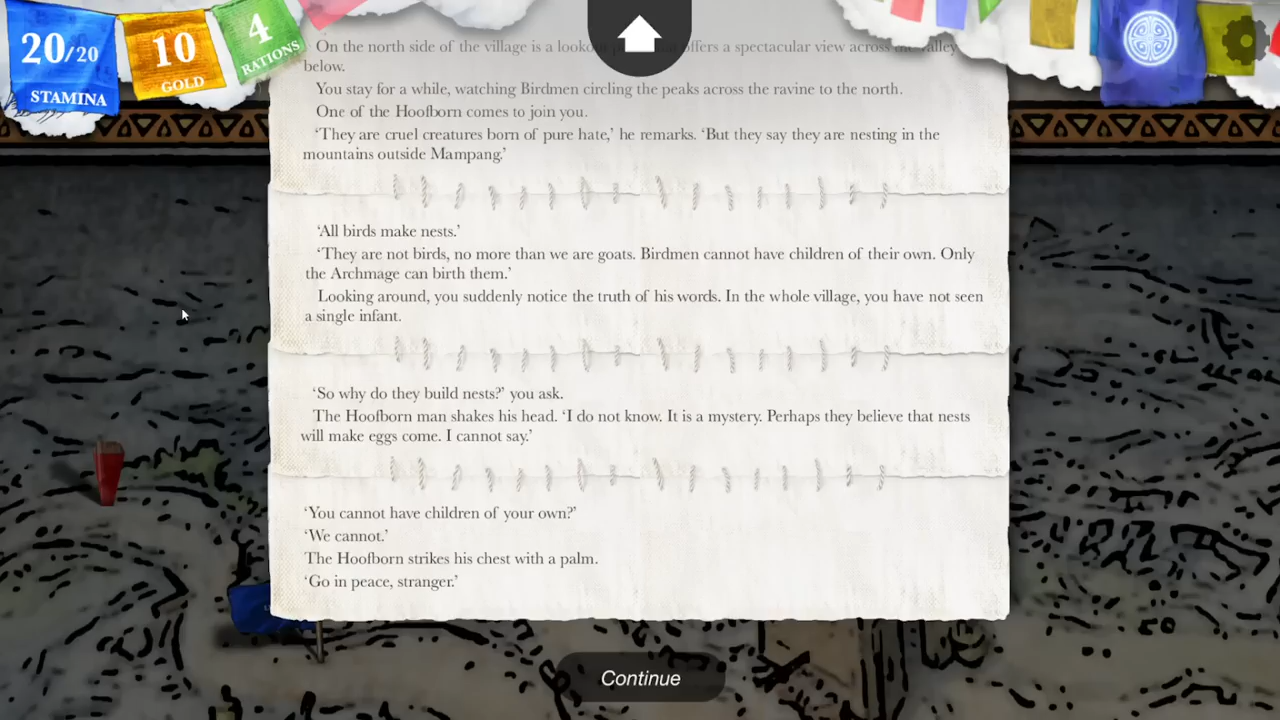 20/20
STAMINA
10
GOLD
4
RATIONS
On the north side of the village is a lookou offers a spectacular view across the valley
below.
You stay for a while, watching Birdmen circling the peaks across the ravine to the north.
One of the Hoofborn comes to join you.
‘They are cruel creatures born of pure hate,’ he remarks. ‘But they say they are nesting in the
mountains outside Mampang.’
‘All birds make nests.’
‘They are not birds, no more than we are goats. Birdmen cannot have children of their own. Only
the Archmage can birth them.’
Looking around, you suddenly notice the truth of his words. In the whole village, you have not seen
a single infant.
‘So why do they build nests?’ you ask.
The Hoofborn man shakes his head. ‘I do not know. It is a mystery. Perhaps they believe that nests
will make eggs come. I cannot say.’
‘You cannot have children of your own?’
‘We cannot.’
The Hoofborn strikes his chest with a palm.
‘Go in peace, stranger.’
Continue